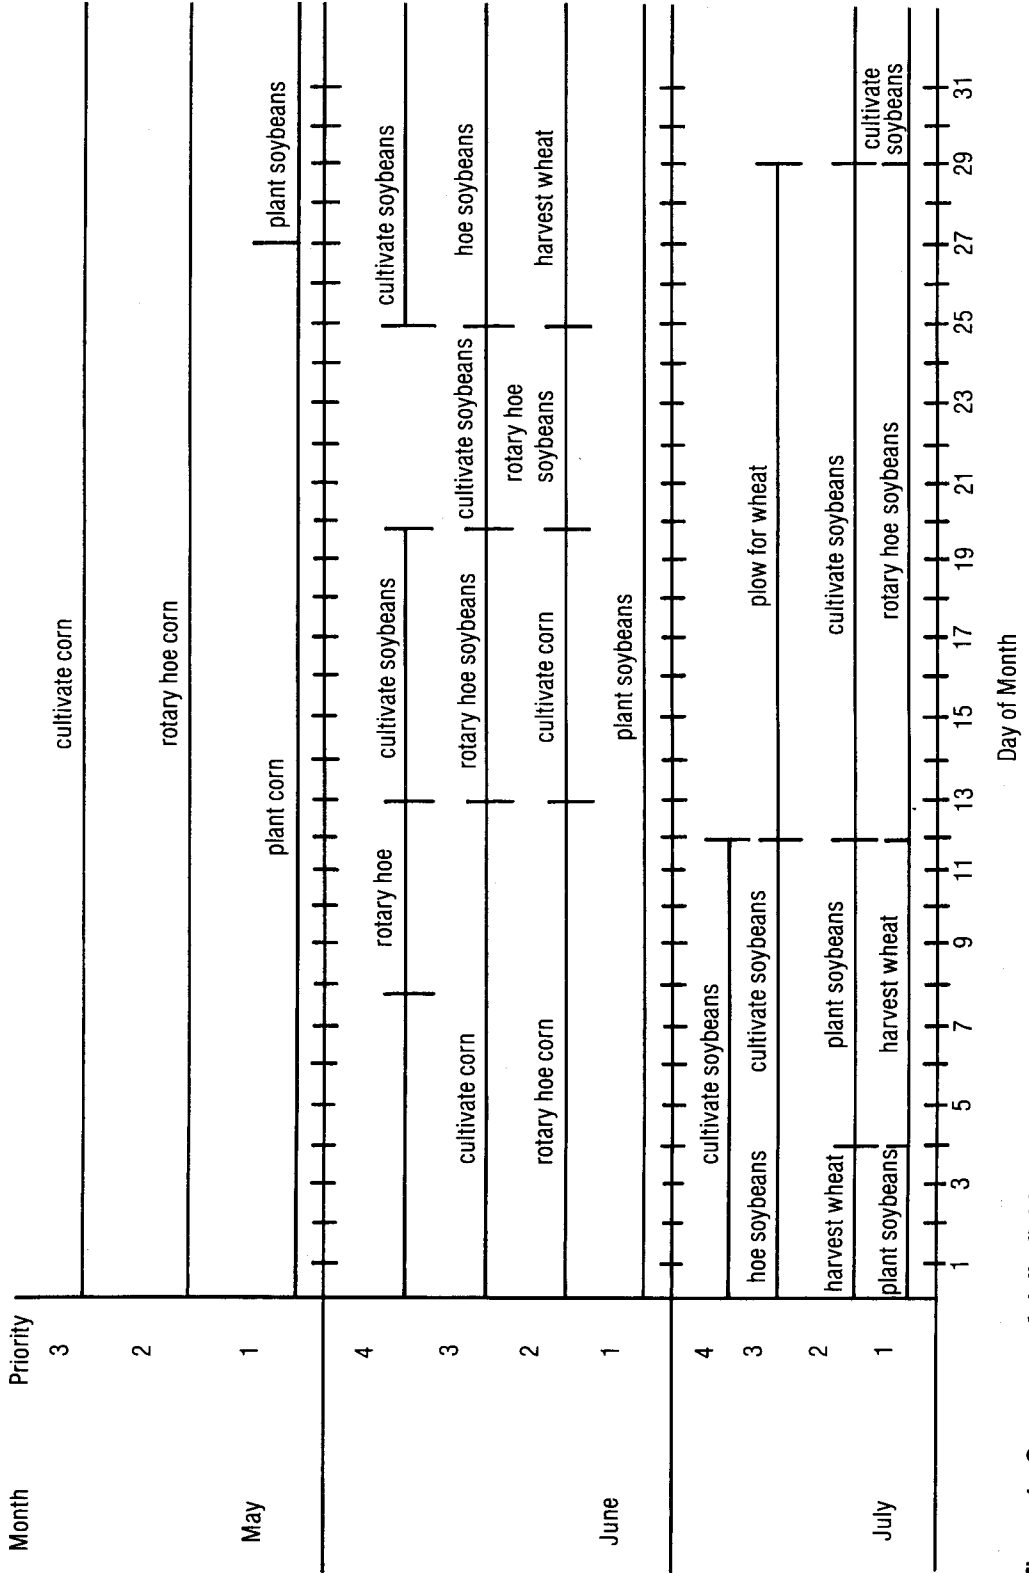 Month Priority
3 cultivate corn
2 rotary hoe corn
May 1 plant corn plant soybeans
4 rotary hoe cultivate soybeans cultivate soybeans
3 cultivate corn rotary hoe soybeans cultivate soybeans hoe soybeans
2 rotary hoe corn cultivate corn rotary hoe
soybeans harvest wheat
June 1 plant soybeans
4 cultivate soybeans
3 hoe soybeans cultivate soybeans plow for wheat
2 harvest wheat plant soybeans cultivate soybeans
July 1 plant soybeans harvest wheat rotary hoe soybeans cultivate
soybeans
1 3 5 7 9 11 13 15 17 19 21 23 25 27 29 31
Day of Month